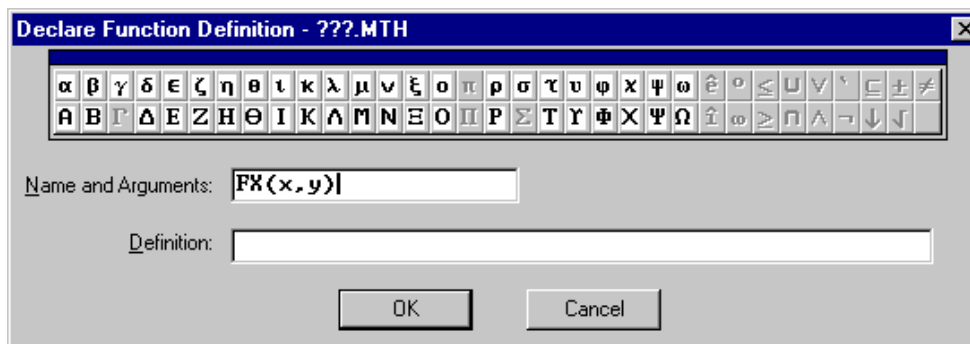 Declare Function Definition - ???.MTH
α β γ δ ϵ ζ η θ ι κ λ μ ν ξ ο π ρ σ τ υ φ χ ψ ω ê ° ≤ ∪ ∨ ` ⊆ ± ≠
Α Β Γ Δ Ε Ζ Η Θ Ι Κ Λ Μ Ν Ξ Ο Π Ρ Σ Τ Υ Φ Χ Ψ Ω î ∞ ≥ ∩ ∧ ¬ ↓ √
Name and Arguments: FX(x,y)
Definition:
OK Cancel